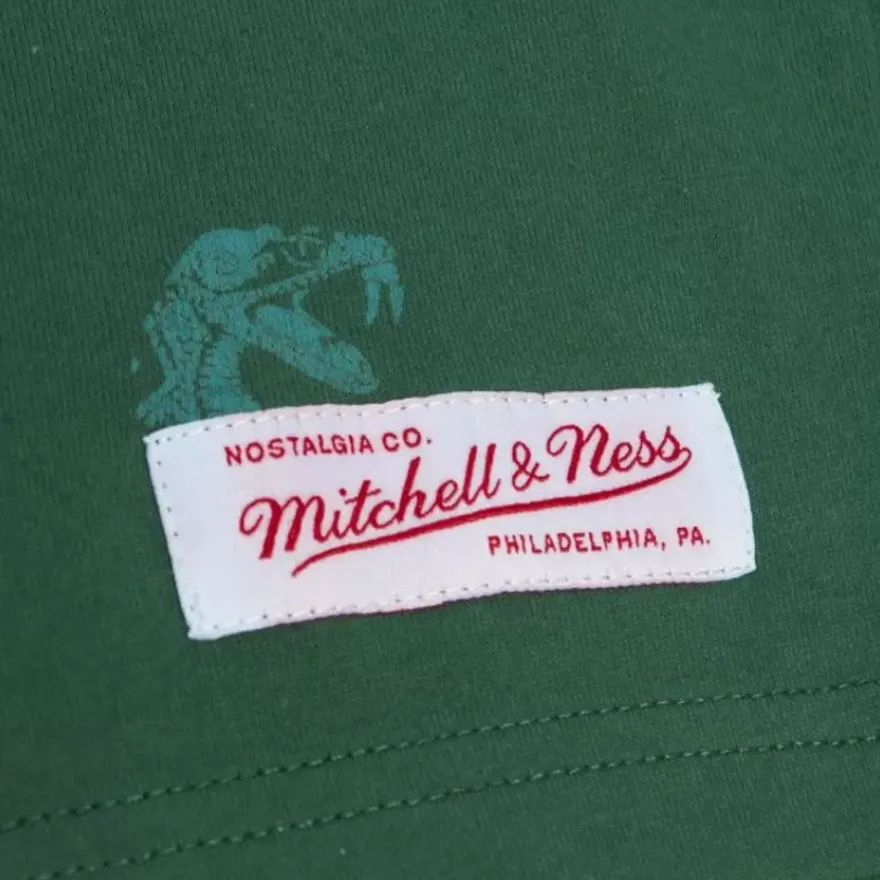 NOSTALGIA CO.
Mitchell & Ness
PHILADELPHIA, PA.